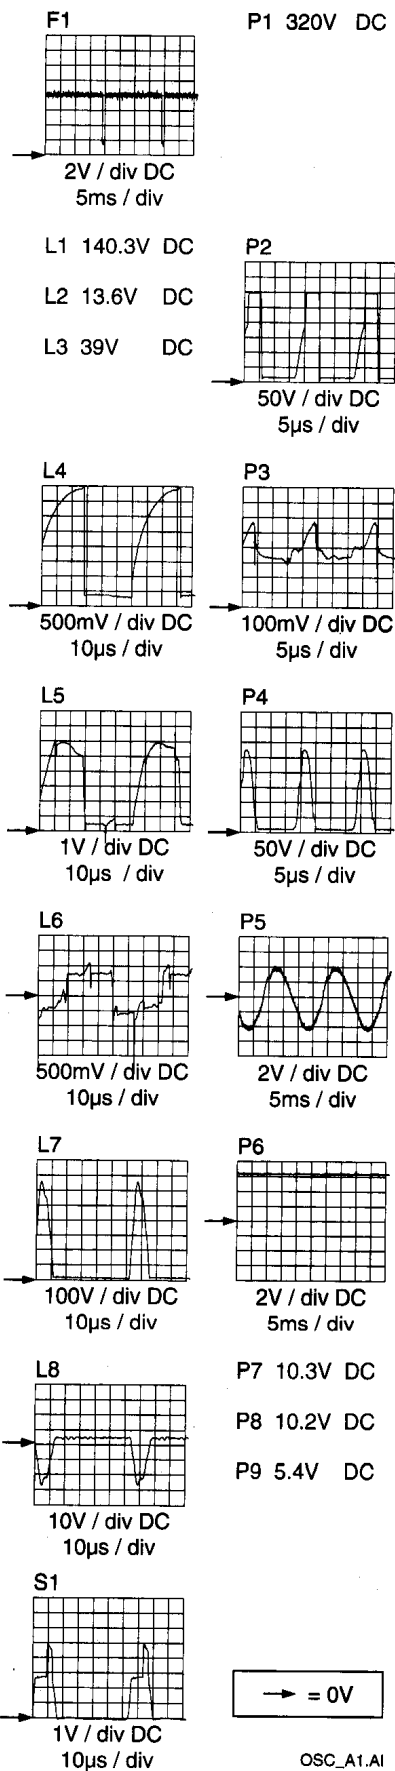 F1
P1 320V DC
2V / div DC
5ms / div
L1 140.3V DC
L2 13.6V DC
L3 39V DC
P2
50V / div DC
5µs / div
L4
500mV / div DC
10µs / div
P3
100mV / div DC
5µs / div
L5
1V / div DC
10µs / div
P4
50V / div DC
5µs / div
L6
500mV / div DC
10µs / div
P5
2V / div DC
5ms / div
L7
100V / div DC
10µs / div
P6
2V / div DC
5ms / div
L8
10V / div DC
10µs / div
P7 10.3V DC
P8 10.2V DC
P9 5.4V DC
S1
1V / div DC
10µs / div
→ = 0V
OSC_A1.AI